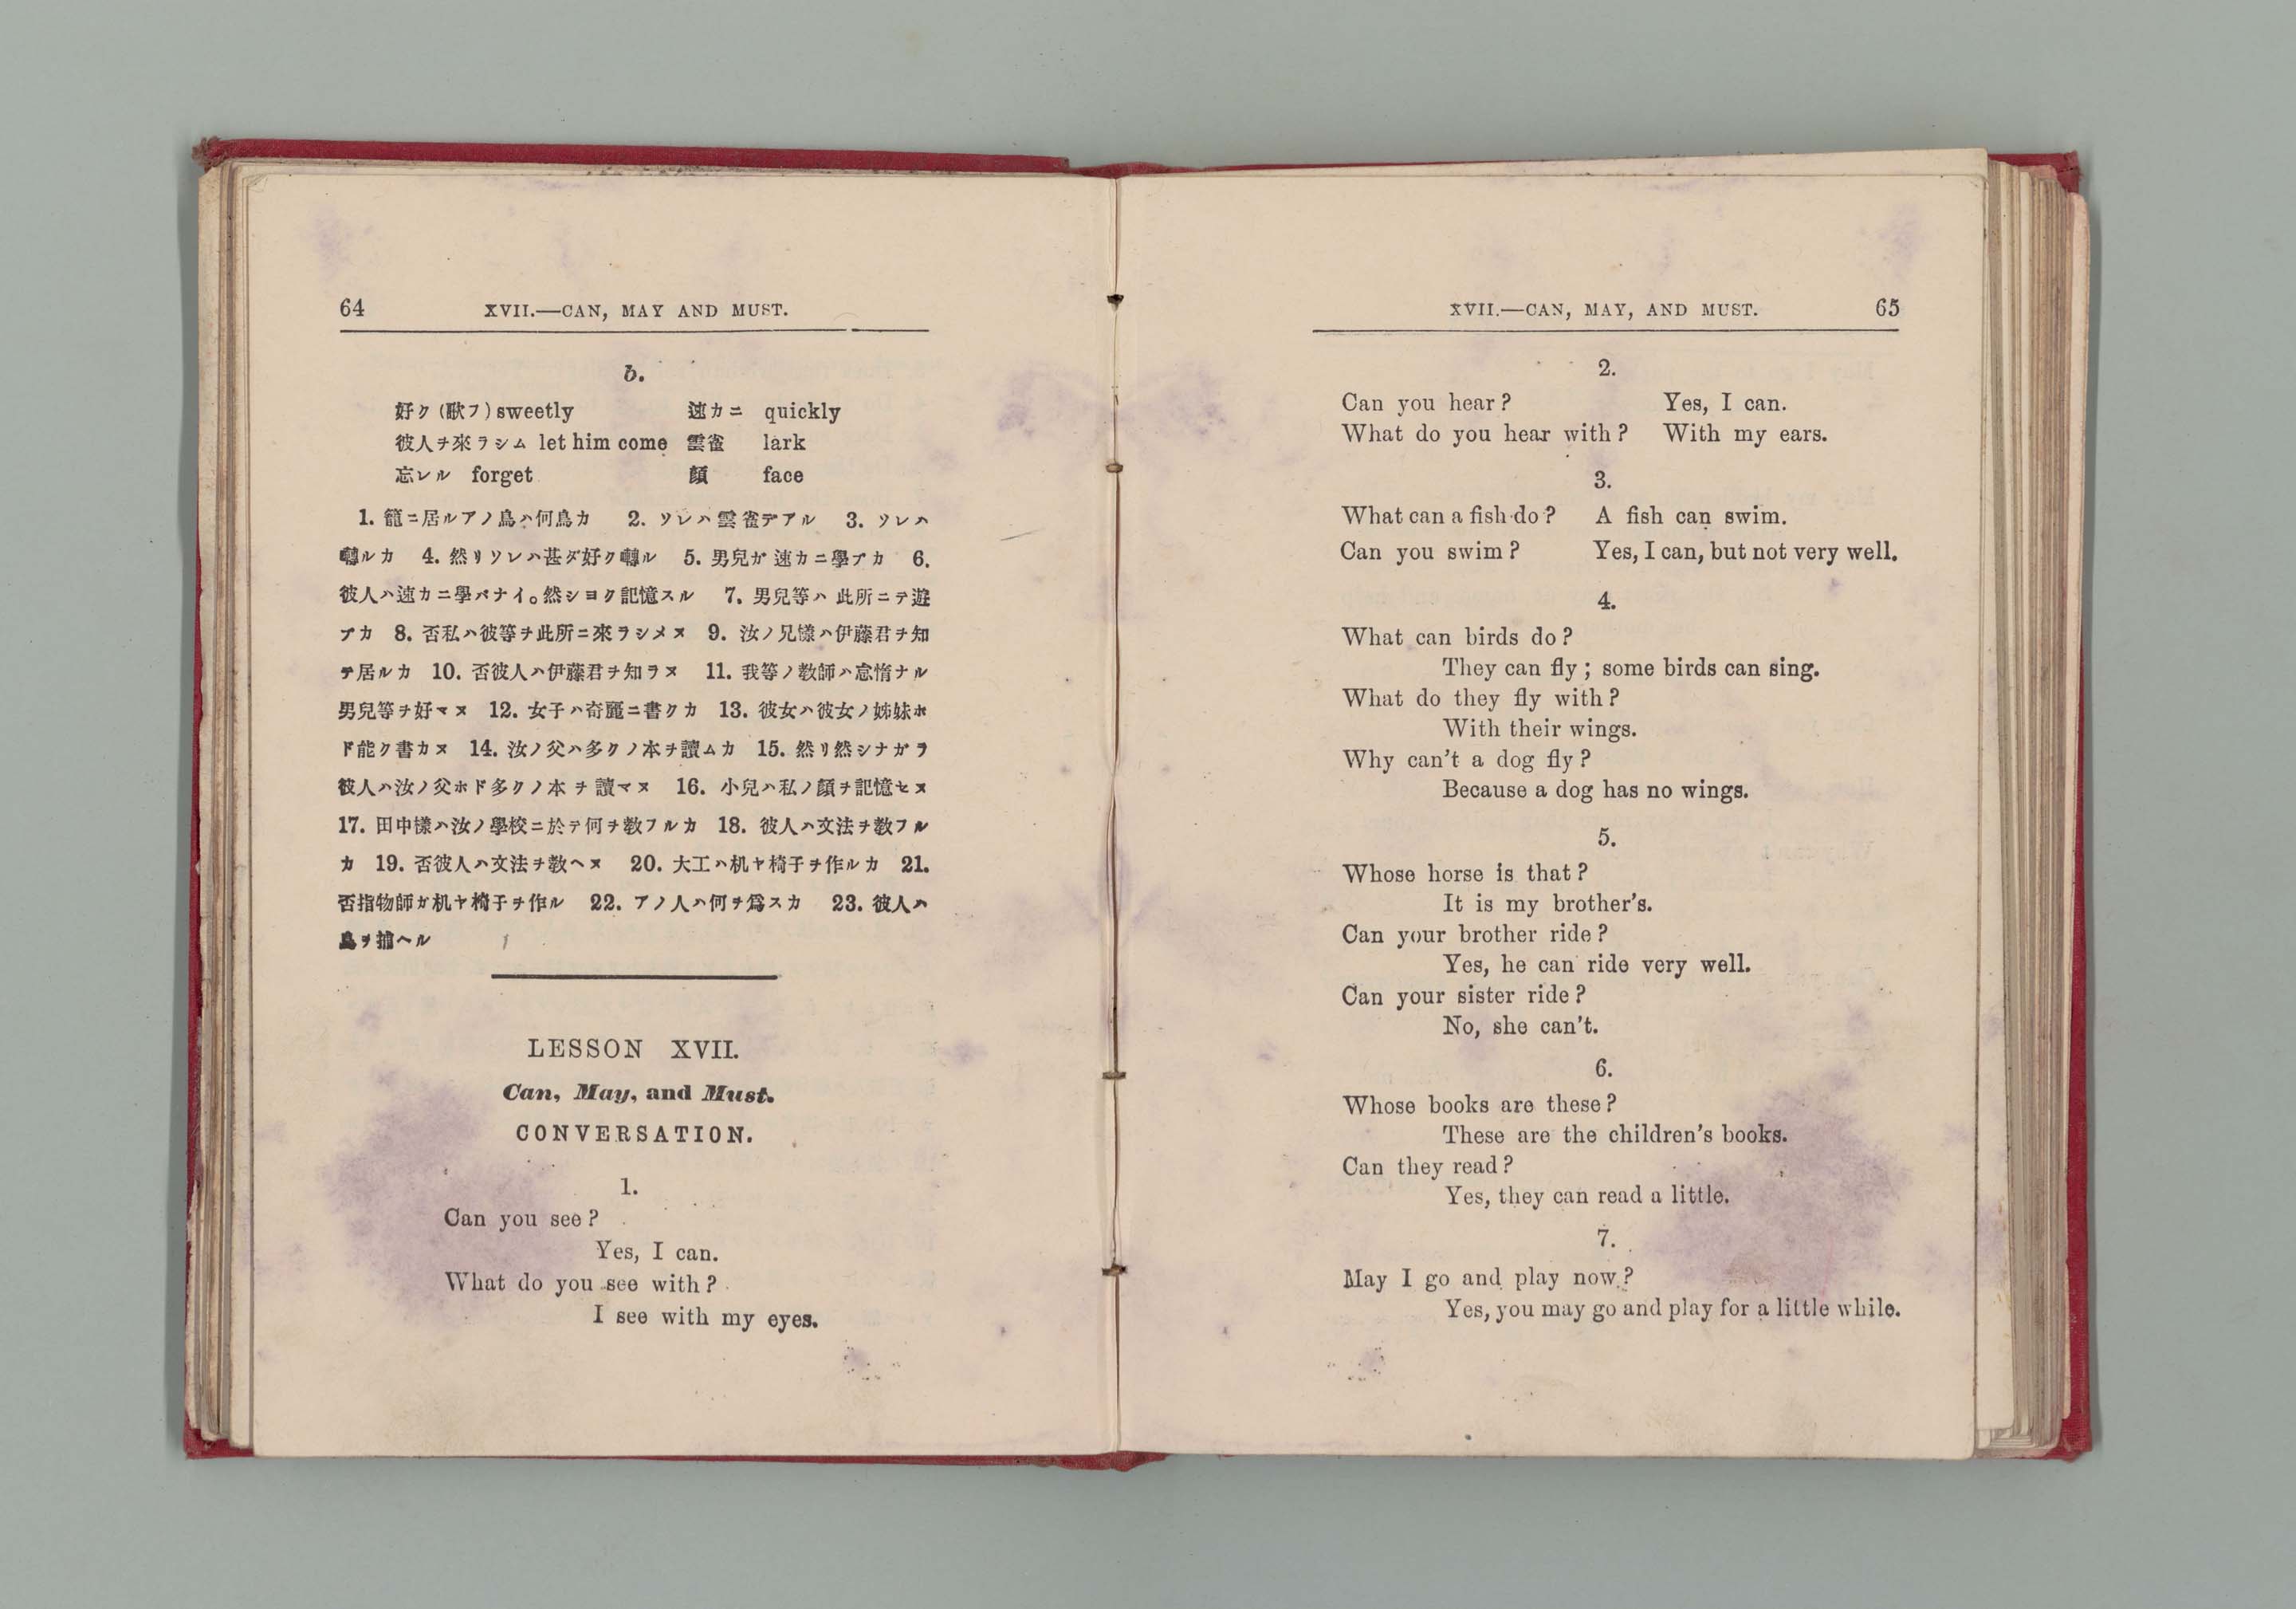 64 XVII.—CAN, MAY AND MUST.
b.
好ク (歌フ) sweetly 速カニ quickly
彼人ヲ來ラシム let him come 雲雀 lark
忘レル forget 顔 face
1. 籠ニ居ルアノ鳥ハ何鳥カ 2. ソレハ雲雀デアル 3. ソレハ
囀ルカ 4. 然リソレハ甚ダ好ク囀ル 5. 男兒ガ速カニ學ブカ 6.
彼人ハ速カニ學バナイ。然シヨク記憶スル 7. 男兒等ハ此所ニテ遊
ブカ 8. 否私ハ彼等ヲ此所ニ來ラシメヌ 9. 汝ノ兄樣ハ伊藤君ヲ知
テ居ルカ 10. 否彼人ハ伊藤君ヲ知ラヌ 11. 我等ノ敎師ハ怠惰ナル
男兒等ヲ好マヌ 12. 女子ハ奇麗ニ書クカ 13. 彼女ハ彼女ノ姊妹ホ
ド能ク書カヌ 14. 汝ノ父ハ多クノ本ヲ讀ムカ 15. 然リ然シナガラ
彼人ハ汝ノ父ホド多クノ本ヲ讀マヌ 16. 小兒ハ私ノ顔ヲ記憶セヌ
17. 田中樣ハ汝ノ學校ニ於テ何ヲ敎フルカ 18. 彼人ハ文法ヲ敎フル
カ 19. 否彼人ハ文法ヲ敎ヘヌ 20. 大工ハ机ヤ椅子ヲ作ルカ 21.
否指物師ガ机ヤ椅子ヲ作ル 22. アノ人ハ何ヲ爲スカ 23. 彼人ハ
鳥ヲ捕ヘル
LESSON XVII.
Can, May, and Must.
CONVERSATION.
1.
Can you see?
Yes, I can.
What do you see with?
I see with my eyes.
XVII.—CAN, MAY, AND MUST. 65
2.
Can you hear? Yes, I can.
What do you hear with? With my ears.
3.
What can a fish do? A fish can swim.
Can you swim? Yes, I can, but not very well.
4.
What can birds do?
They can fly; some birds can sing.
What do they fly with?
With their wings.
Why can't a dog fly?
Because a dog has no wings.
5.
Whose horse is that?
It is my brother's.
Can your brother ride?
Yes, he can ride very well.
Can your sister ride?
No, she can't.
6.
Whose books are these?
These are the children's books.
Can they read?
Yes, they can read a little.
7.
May I go and play now?
Yes, you may go and play for a little while.